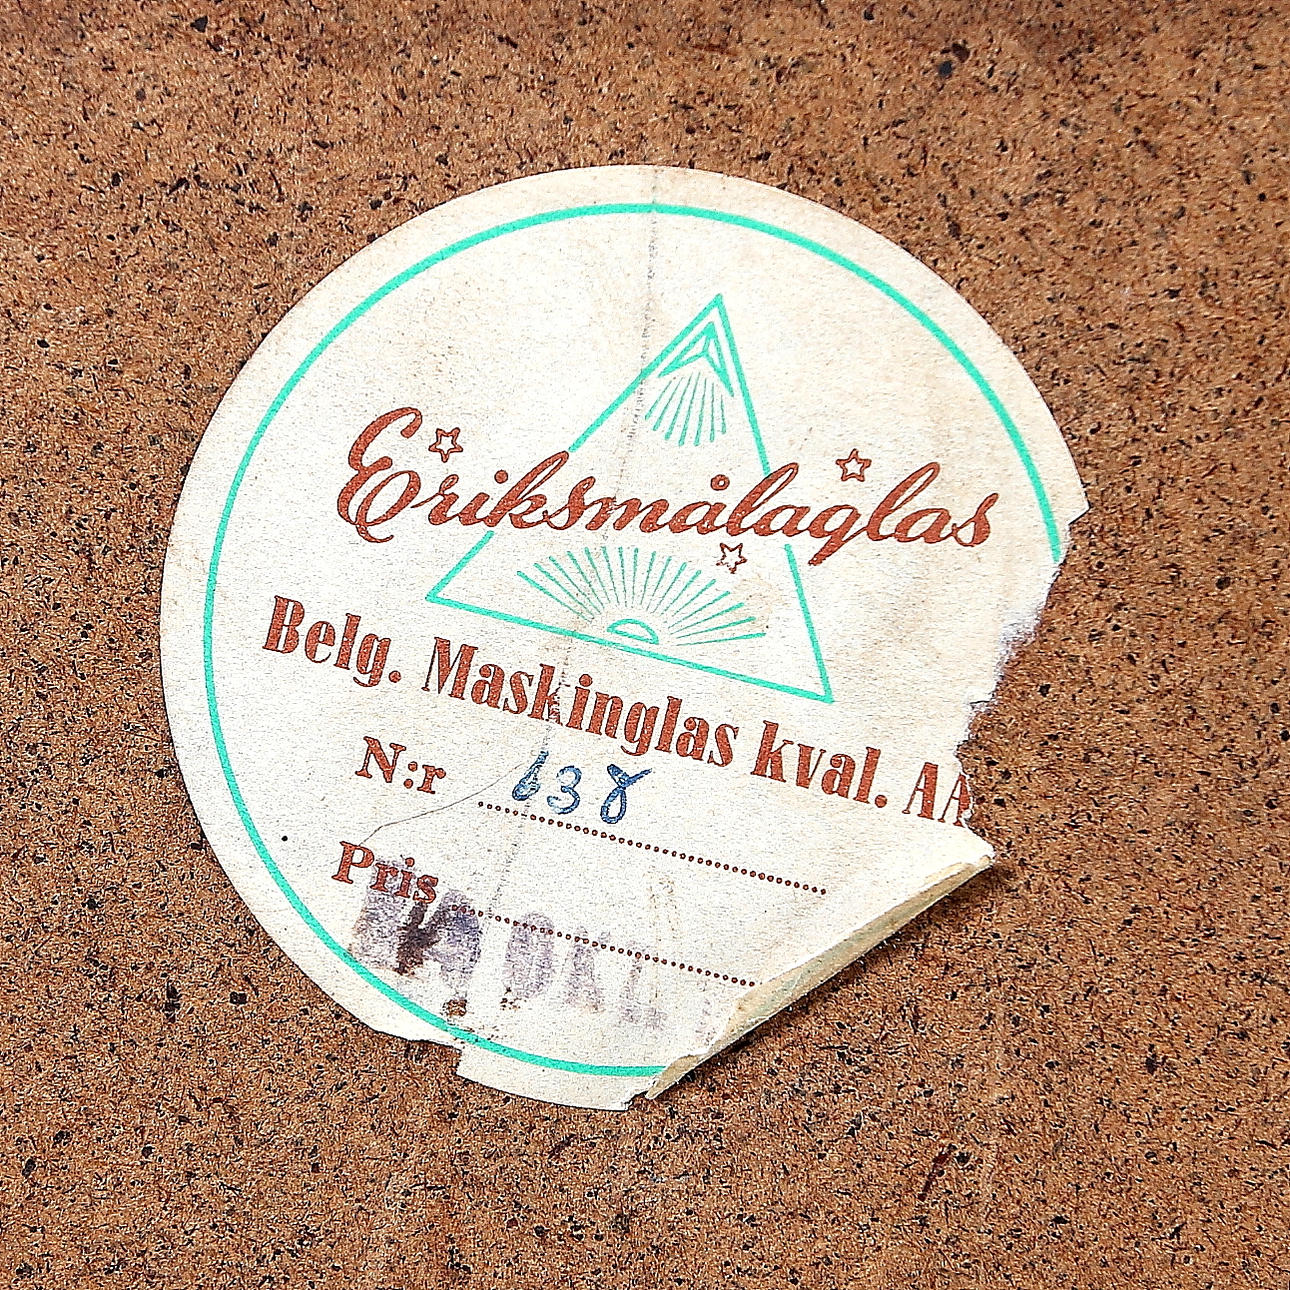 Eriksmålaglas
Belg. Maskinglas kval. AA
N:r 638
Pris